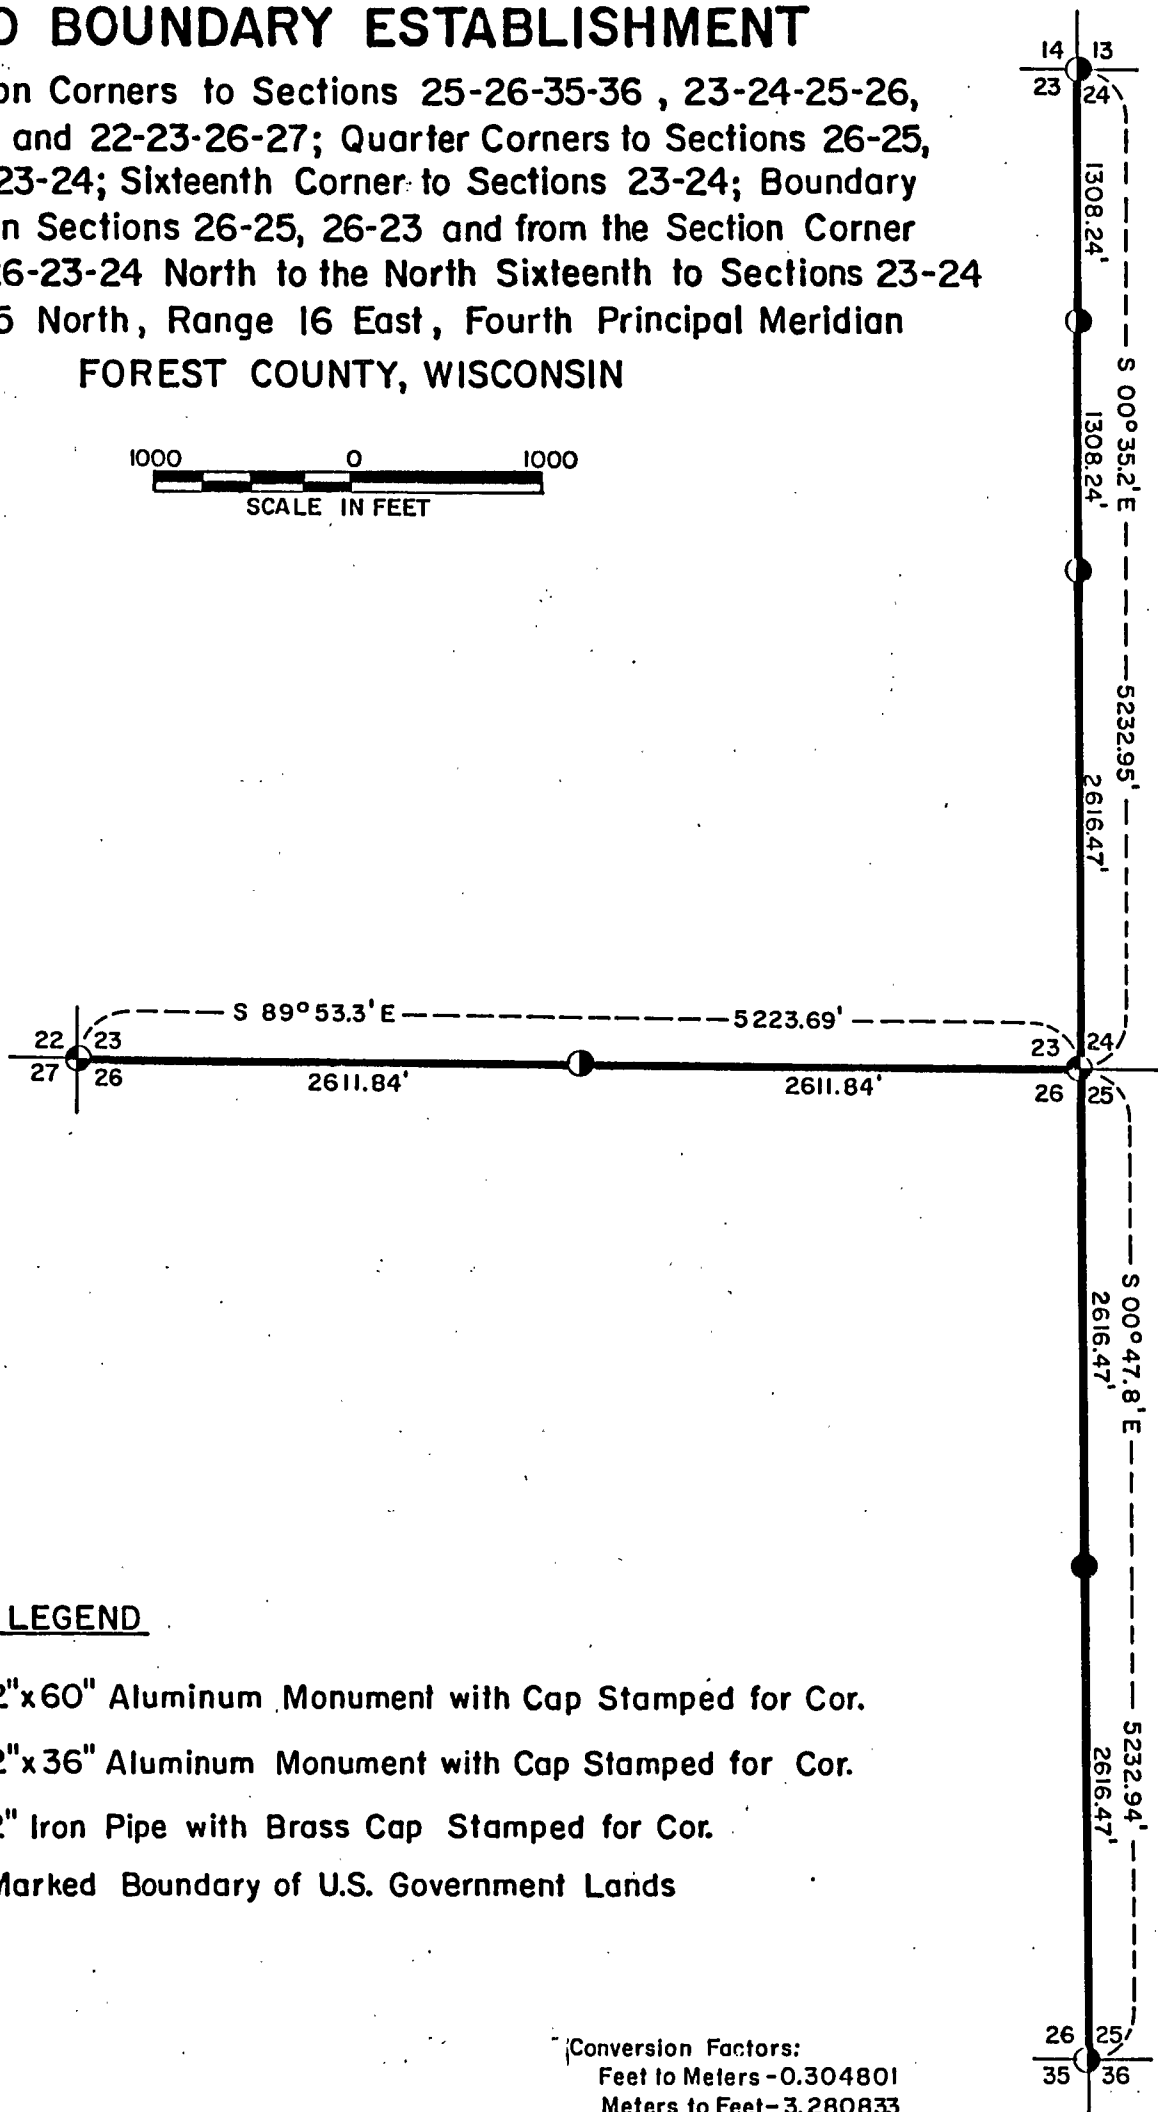 BOUNDARY ESTABLISHMENT
Corners to Sections 25-26-35-36 , 23-24-25-26,
and 22-23-26-27; Quarter Corners to Sections 26-25,
23-24; Sixteenth Corner to Sections 23-24; Boundary
Sections 26-25, 26-23 and from the Section Corner
6-23-24 North to the North Sixteenth to Sections 23-24
North, Range 16 East, Fourth Principal Meridian
FOREST COUNTY, WISCONSIN
1000 0 1000
SCALE IN FEET
14 13
23 24
1308.24'
S 00°35.2'E
1308.24'
5232.95'
2616.47'
S 89°53.3'E 5223.69'
22 23
27 26
2611.84' 2611.84'
23 24
26 25
S 00°47.8'E
2616.47'
5232.94'
2616.47'
LEGEND
2"x60" Aluminum Monument with Cap Stamped for Cor.
2"x36" Aluminum Monument with Cap Stamped for Cor.
2" Iron Pipe with Brass Cap Stamped for Cor.
Marked Boundary of U.S. Government Lands
26 25
35 36
Conversion Factors:
Feet to Meters-0.304801
Meters to Feet-3.280833